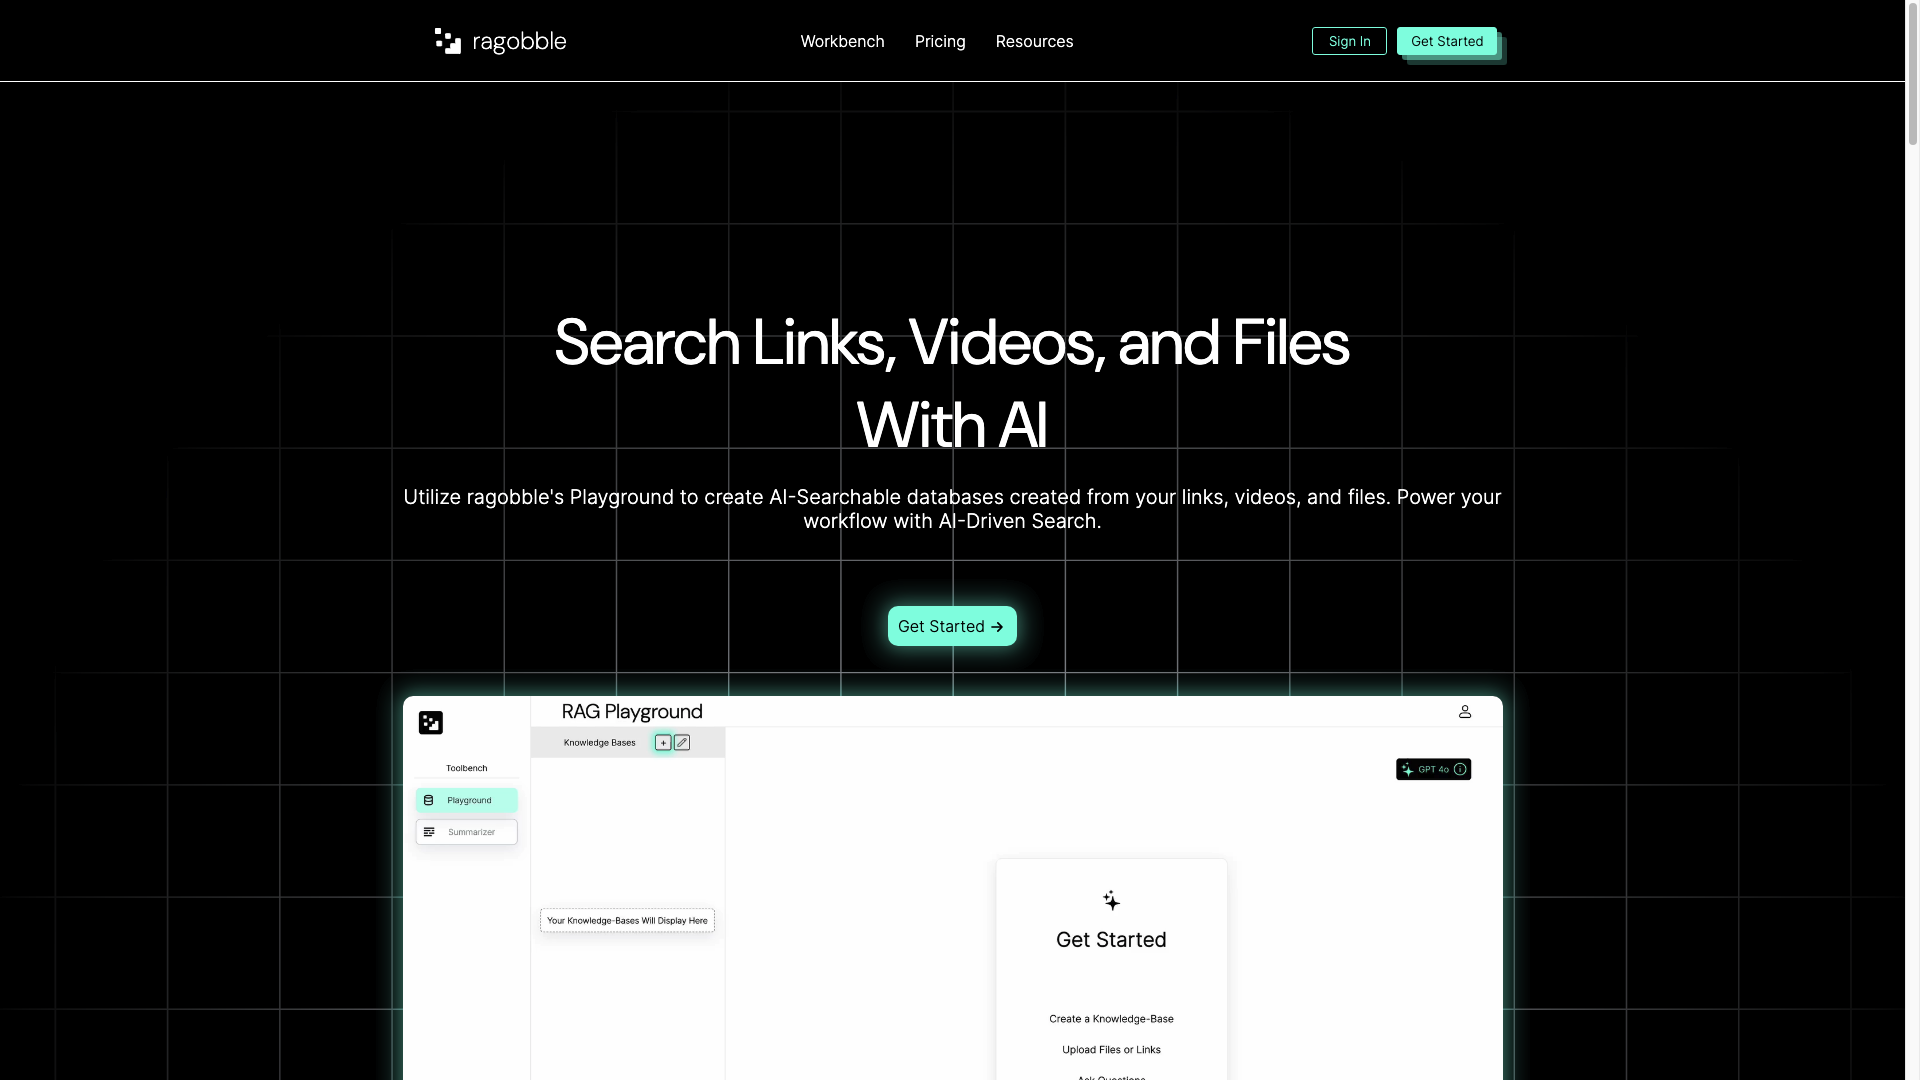 ragobble
Workbench
Pricing
Resources
Sign In
Get Started
Search Links, Videos, and Files
With AI
Utilize ragobble's Playground to create AI-Searchable databases created from your links, videos, and files. Power your
workflow with AI-Driven Search.
Get Started →
RAG Playground
Knowledge Bases
Toolbench
Playground
Summarizer
GPT 4o
Your Knowledge-Bases Will Display Here
Get Started
Create a Knowledge-Base
Upload Files or Links
Ask Questions